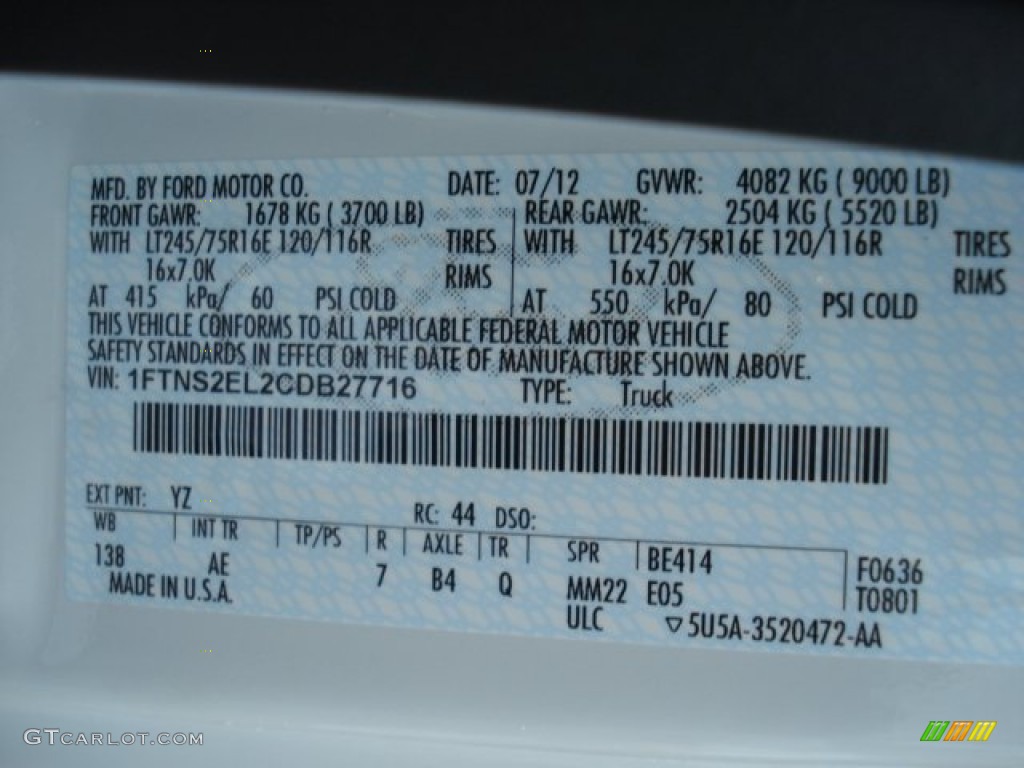 MFD. BY FORD MOTOR CO. DATE: 07/12 GVWR: 4082 KG ( 9000 LB)
FRONT GAWR: 1678 KG ( 3700 LB) REAR GAWR: 2504 KG ( 5520 LB)
WITH LT245/75R16E 120/116R TIRES WITH LT245/75R16E 120/116R TIRES
16x7.0K RIMS 16x7.0K RIMS
AT 415 kPa/ 60 PSI COLD AT 550 kPa/ 80 PSI COLD
THIS VEHICLE CONFORMS TO ALL APPLICABLE FEDERAL MOTOR VEHICLE
SAFETY STANDARDS IN EFFECT ON THE DATE OF MANUFACTURE SHOWN ABOVE.
VIN: 1FTNS2EL2CDB27716 TYPE: Truck
EXT PNT: YZ RC: 44 DSO:
WB INT TR TP/PS R AXLE TR SPR BE414 F0636
138 AE 7 B4 Q MM22 E05 T0801
MADE IN U.S.A. ULC ▽5U5A-3520472-AA
GTCARLOT.COM